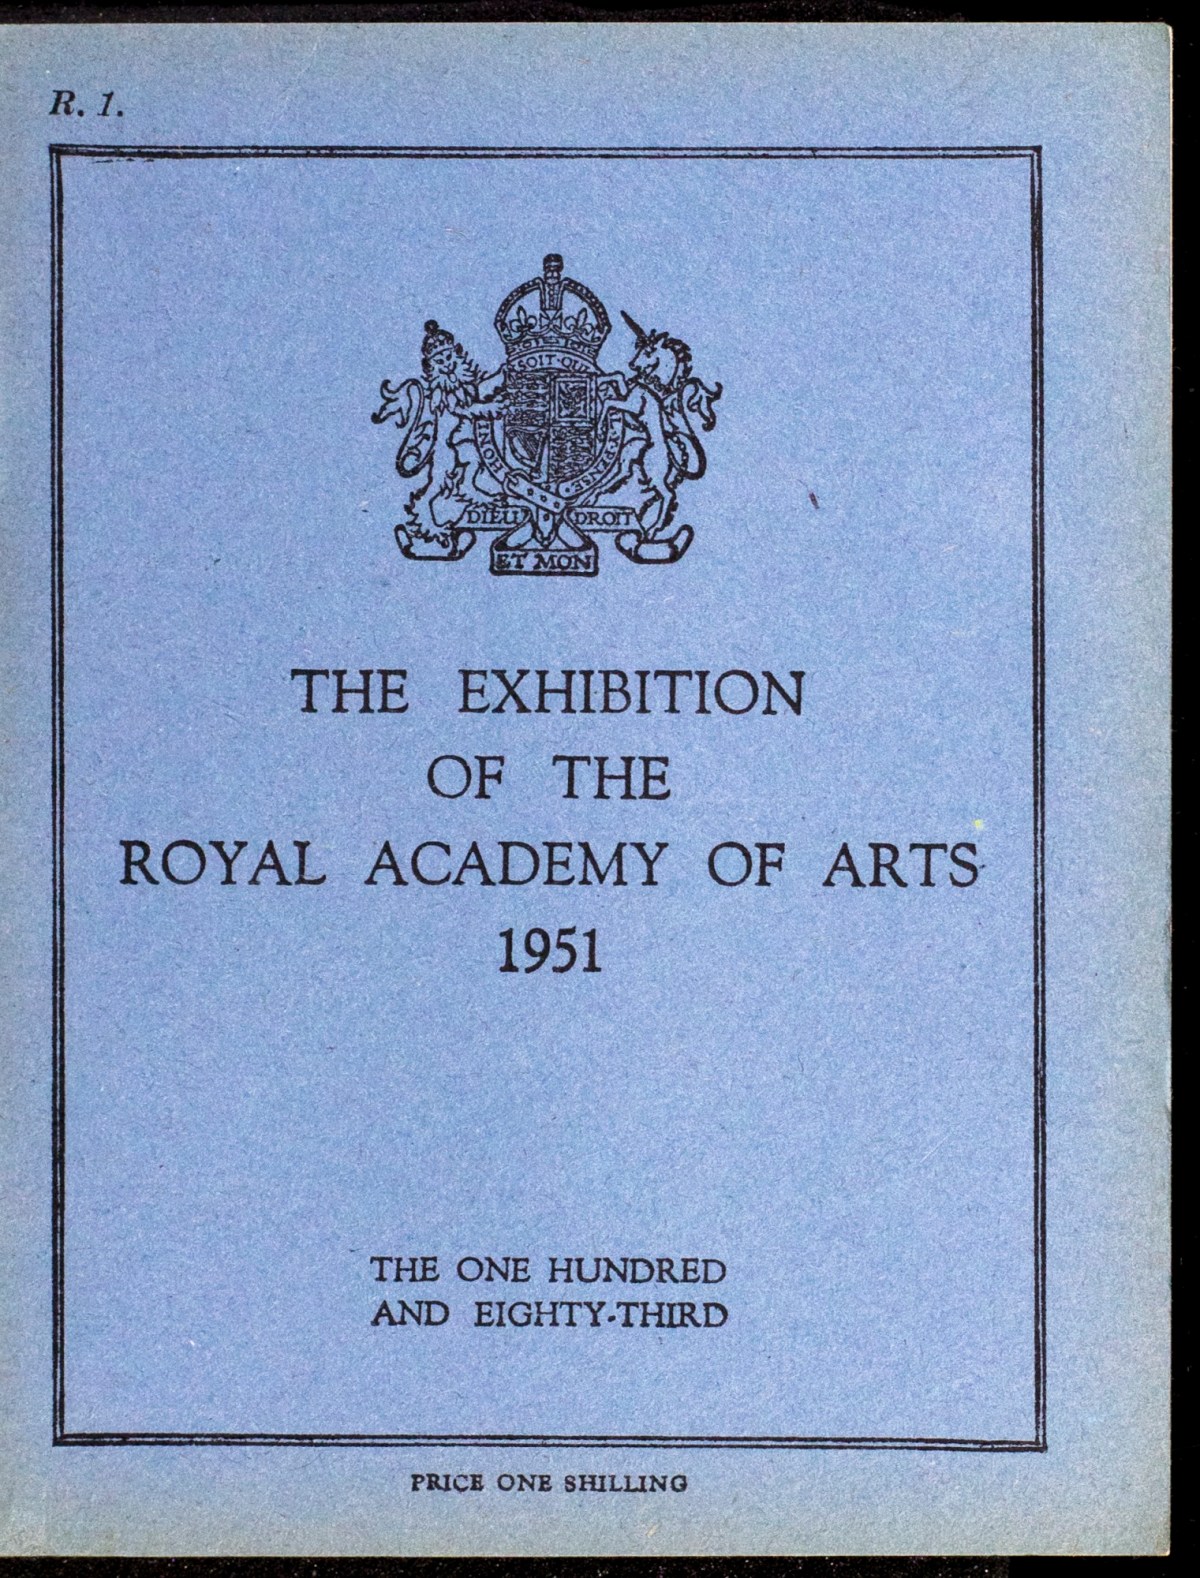 R. 1.
SOIT·QUI
HONI
Y·PENSE
DIEU DROIT
ET MON
THE EXHIBITION
OF THE
ROYAL ACADEMY OF ARTS
1951
THE ONE HUNDRED
AND EIGHTY-THIRD
PRICE ONE SHILLING